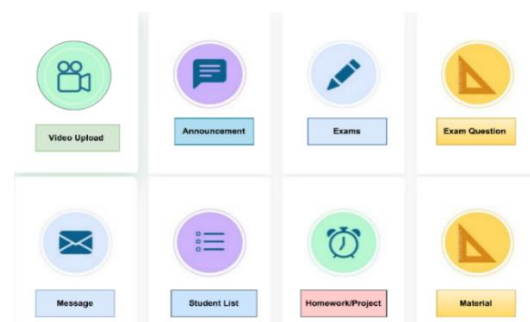 Video Upload
Announcement
Exams
Exam Question
Message
Student List
Homework/Project
Material